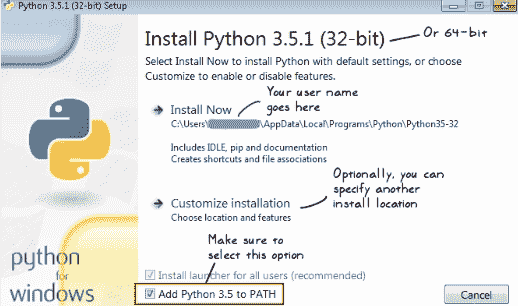 Python 3.5.1 (32-bit) Setup
Install Python 3.5.1 (32-bit)
Or 64-bit
Select Install Now to install Python with default settings, or choose
Customize to enable or disable features.
Your user name
goes here
Install Now
C:\Users\ \AppData\Local\Programs\Python\Python35-32
Includes IDLE, pip and documentation
Creates shortcuts and file associations
Optionally, you can
specify another
install location
Customize installation
Choose location and features
Make sure to
select this option
Install launcher for all users (recommended)
Add Python 3.5 to PATH
Cancel
python
for
windows